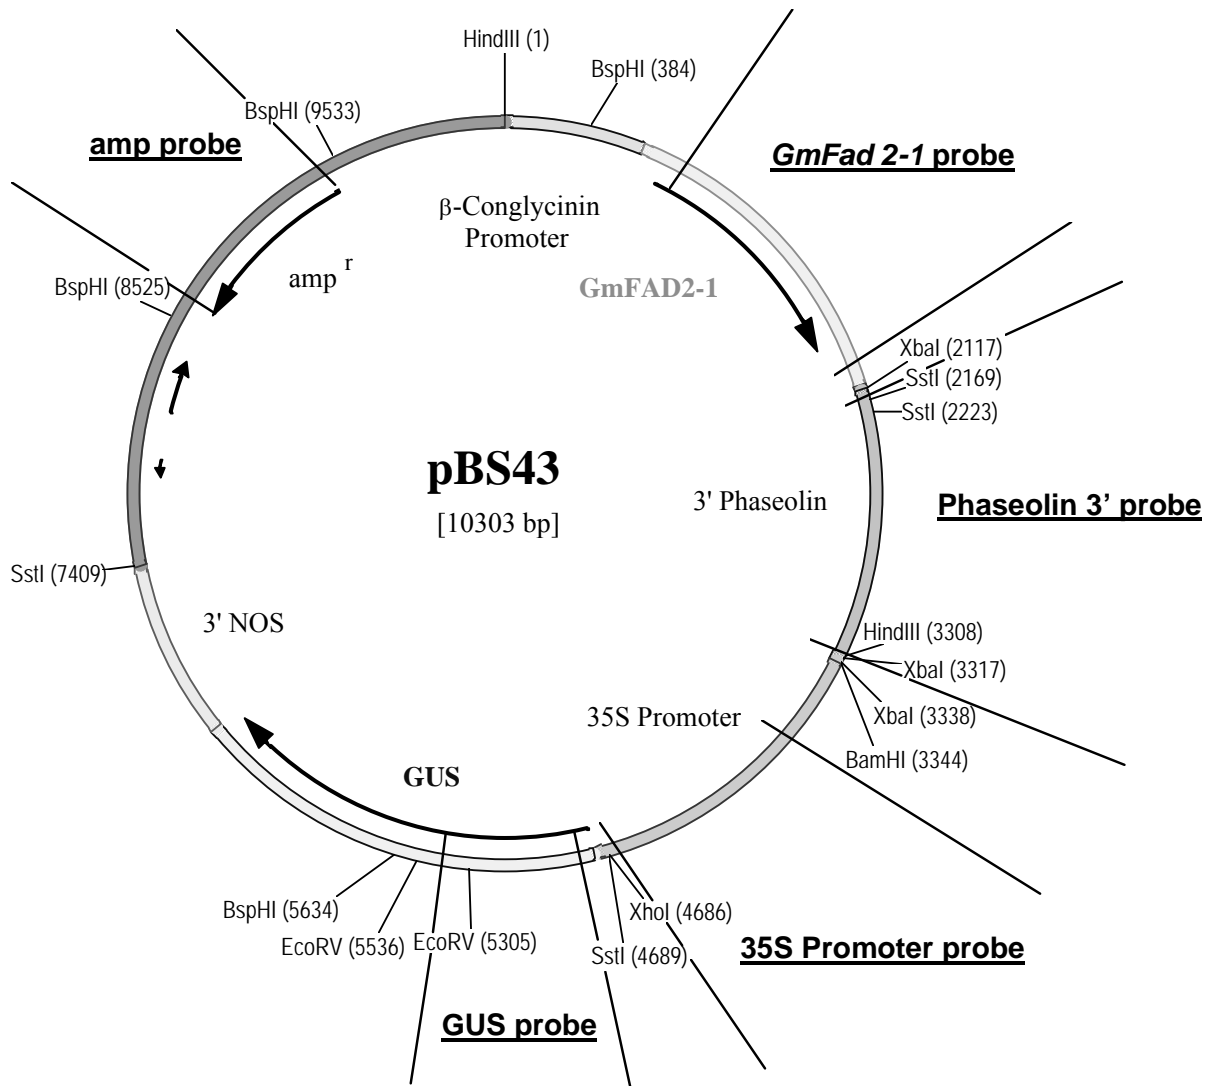 HindIII (1)
BspHI (384)
BspHI (9533)
amp probe
GmFad 2-1 probe
β-Conglycinin
Promoter
amp r
BspHI (8525)
GmFAD2-1
XbaI (2117)
SstI (2169)
SstI (2223)
pBS43
[10303 bp]
3' Phaseolin
Phaseolin 3’ probe
SstI (7409)
3' NOS
HindIII (3308)
XbaI (3317)
XbaI (3338)
BamHI (3344)
35S Promoter
GUS
BspHI (5634)
EcoRV (5536)
EcoRV (5305)
XhoI (4686)
SstI (4689)
35S Promoter probe
GUS probe